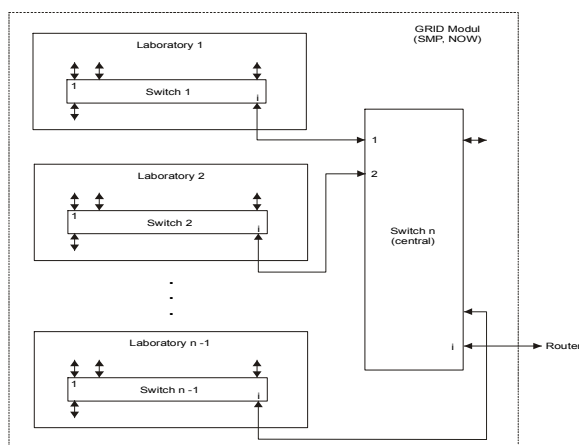 GRID Modul
(SMP, NOW)
Laboratory 1
1
Switch 1
i
Laboratory 2
1
Switch 2
i
.
.
.
Laboratory n -1
1
Switch n -1
i
1
2
Switch n
(central)
i
Router